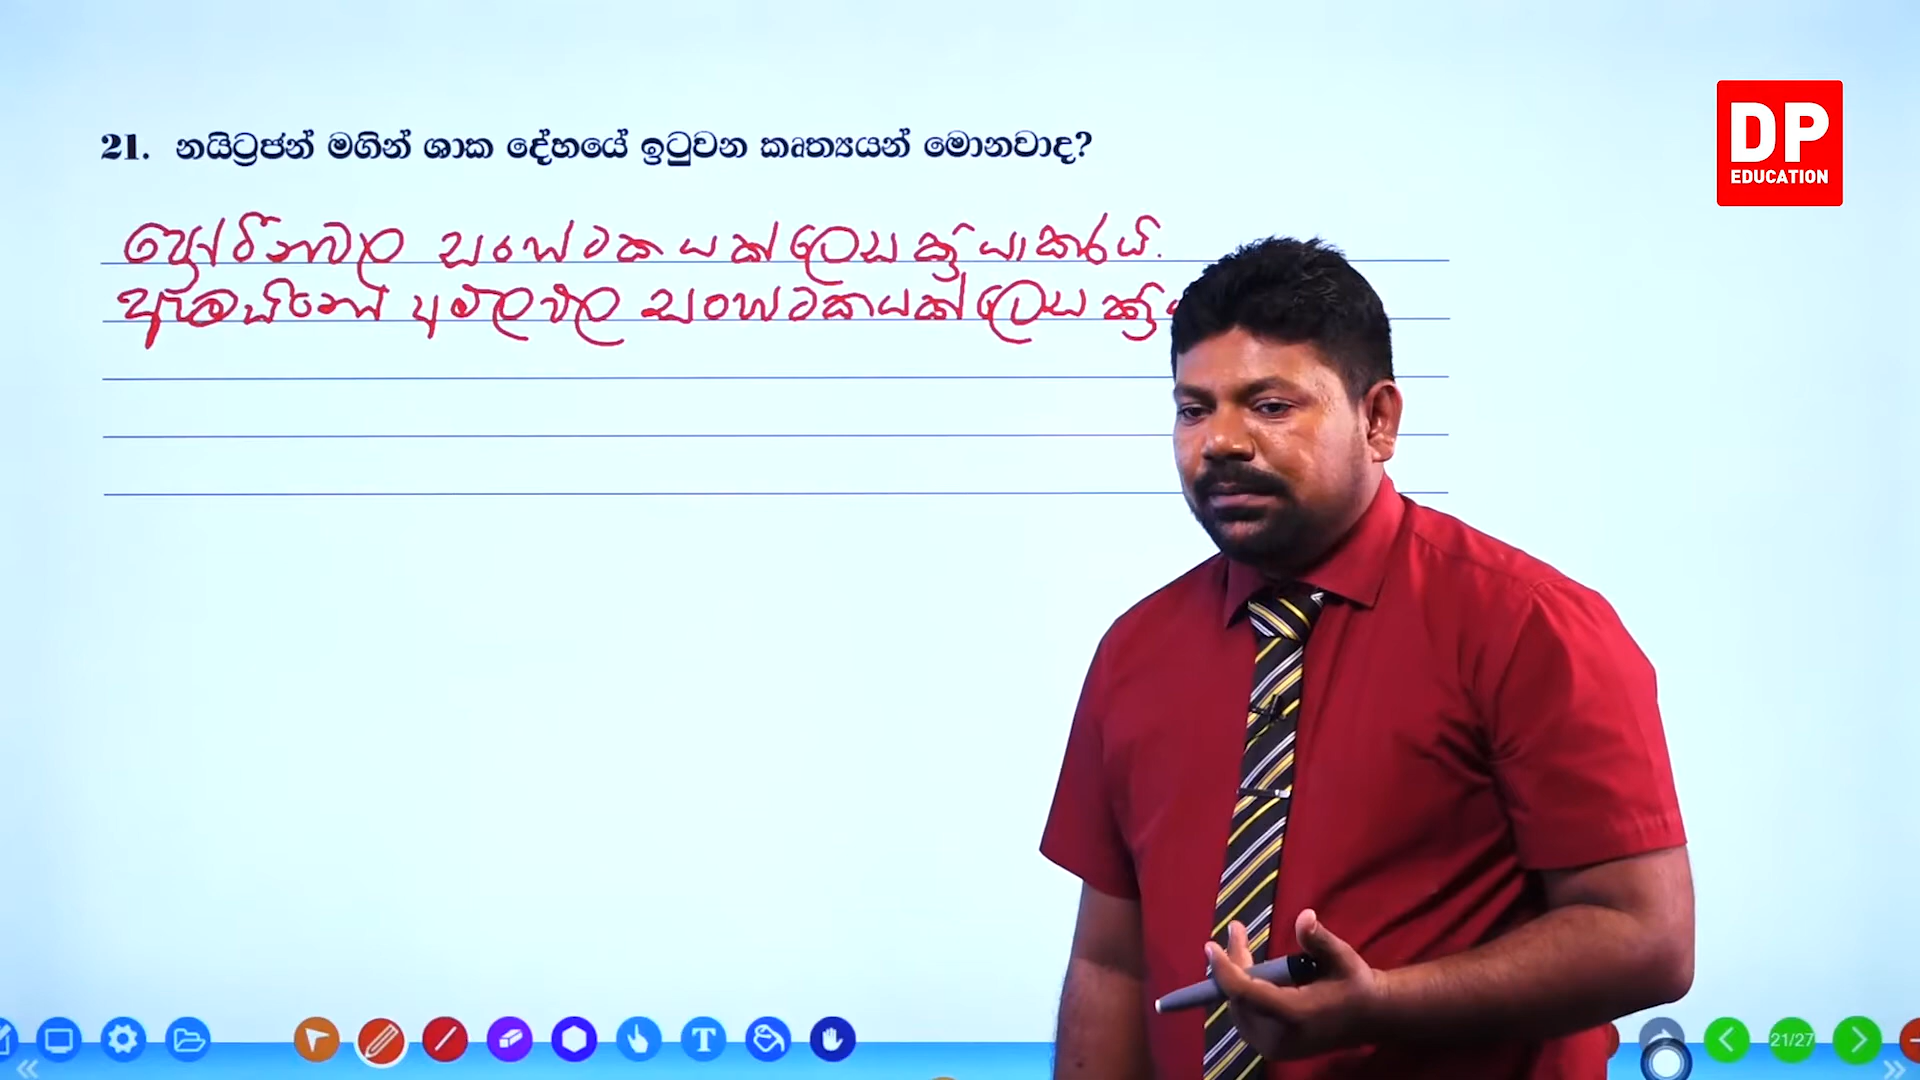 DP
EDUCATION
21. නයිට්‍රජන් මගින් ශාක දේහයේ ඉටුවන කෘත්‍යයන් මොනවාද?
ප්‍රෝටීනවල සංඝටකයක් ලෙස ක්‍රියාකරයි.
ඇමයිනෝ අම්ලවල සංඝටකයක් ලෙස ක්‍රි
T
21/27